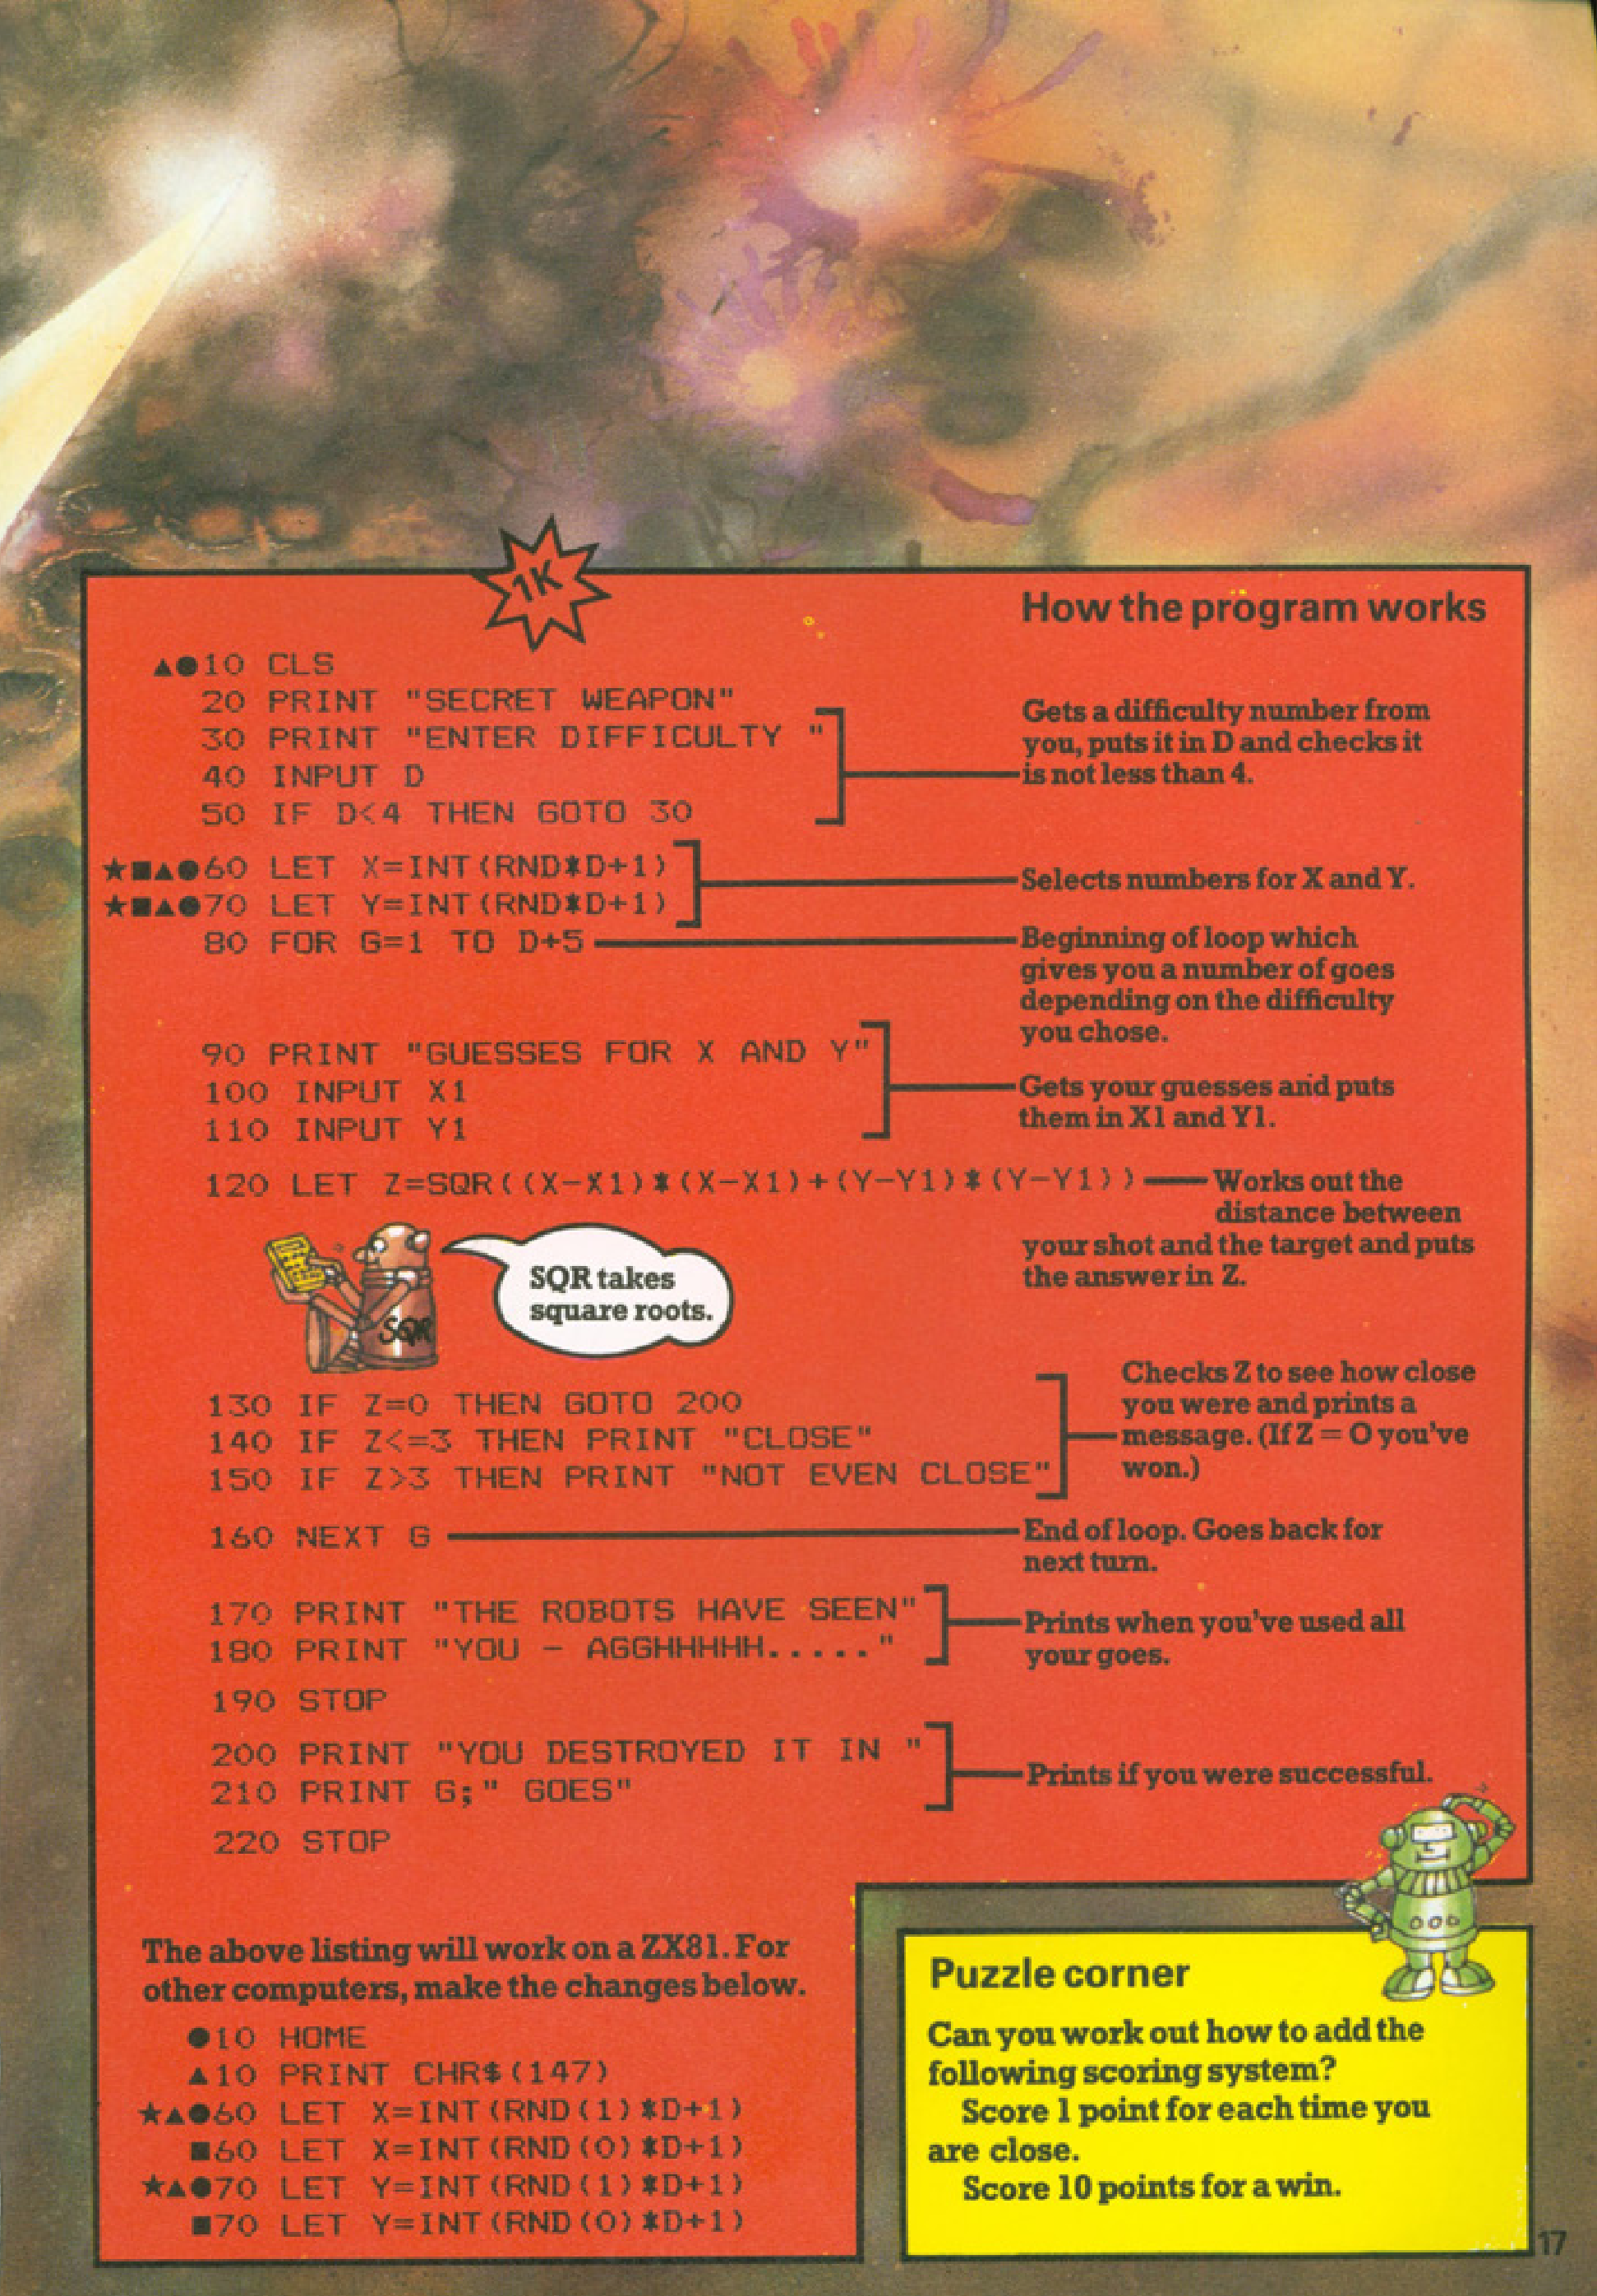 1K
How the program works
▲●10 CLS
20 PRINT "SECRET WEAPON"
30 PRINT "ENTER DIFFICULTY "
40 INPUT D
50 IF D<4 THEN GOTO 30
Gets a difficulty number from
you, puts it in D and checks it
is not less than 4.
★■▲●60 LET X=INT(RND*D+1)
★■▲●70 LET Y=INT(RND*D+1)
Selects numbers for X and Y.
80 FOR G=1 TO D+5
Beginning of loop which
gives you a number of goes
depending on the difficulty
you chose.
90 PRINT "GUESSES FOR X AND Y"
100 INPUT X1
110 INPUT Y1
Gets your guesses and puts
them in X1 and Y1.
120 LET Z=SQR((X-X1)*(X-X1)+(Y-Y1)*(Y-Y1))
Works out the
distance between
your shot and the target and puts
the answer in Z.
SQR takes
square roots.
SQR
130 IF Z=0 THEN GOTO 200
140 IF Z<=3 THEN PRINT "CLOSE"
150 IF Z>3 THEN PRINT "NOT EVEN CLOSE"
Checks Z to see how close
you were and prints a
message. (If Z = O you've
won.)
160 NEXT G
End of loop. Goes back for
next turn.
170 PRINT "THE ROBOTS HAVE SEEN"
180 PRINT "YOU - AGGHHHHH....."
Prints when you've used all
your goes.
190 STOP
200 PRINT "YOU DESTROYED IT IN "
210 PRINT G;" GOES"
Prints if you were successful.
220 STOP
The above listing will work on a ZX81. For
other computers, make the changes below.
●10 HOME
▲10 PRINT CHR$(147)
★▲●60 LET X=INT(RND(1)*D+1)
■60 LET X=INT(RND(0)*D+1)
★▲●70 LET Y=INT(RND(1)*D+1)
■70 LET Y=INT(RND(0)*D+1)
Puzzle corner
Can you work out how to add the
following scoring system?
Score 1 point for each time you
are close.
Score 10 points for a win.
17